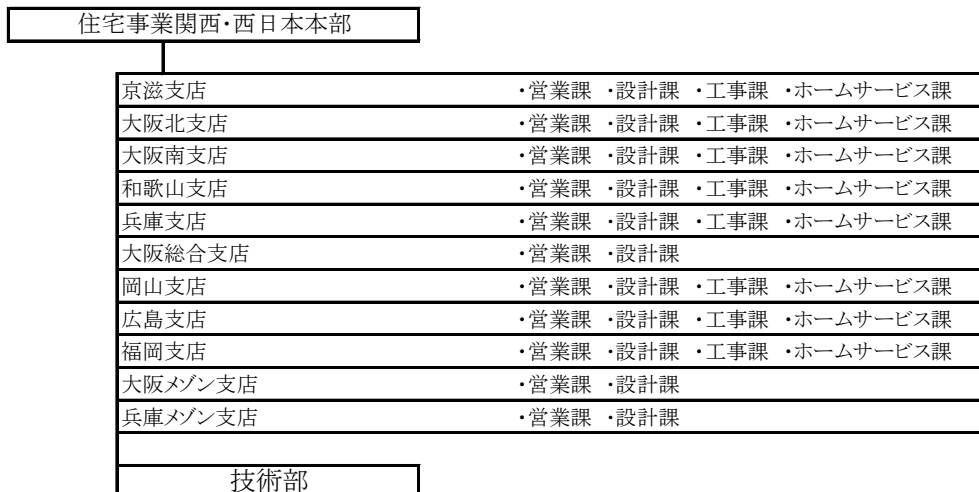 住宅事業関西・西日本本部
京滋支店 ・営業課 ・設計課 ・工事課 ・ホームサービス課
大阪北支店 ・営業課 ・設計課 ・工事課 ・ホームサービス課
大阪南支店 ・営業課 ・設計課 ・工事課 ・ホームサービス課
和歌山支店 ・営業課 ・設計課 ・工事課 ・ホームサービス課
兵庫支店 ・営業課 ・設計課 ・工事課 ・ホームサービス課
大阪総合支店 ・営業課 ・設計課
岡山支店 ・営業課 ・設計課 ・工事課 ・ホームサービス課
広島支店 ・営業課 ・設計課 ・工事課 ・ホームサービス課
福岡支店 ・営業課 ・設計課 ・工事課 ・ホームサービス課
大阪メゾン支店 ・営業課 ・設計課
兵庫メゾン支店 ・営業課 ・設計課
技術部